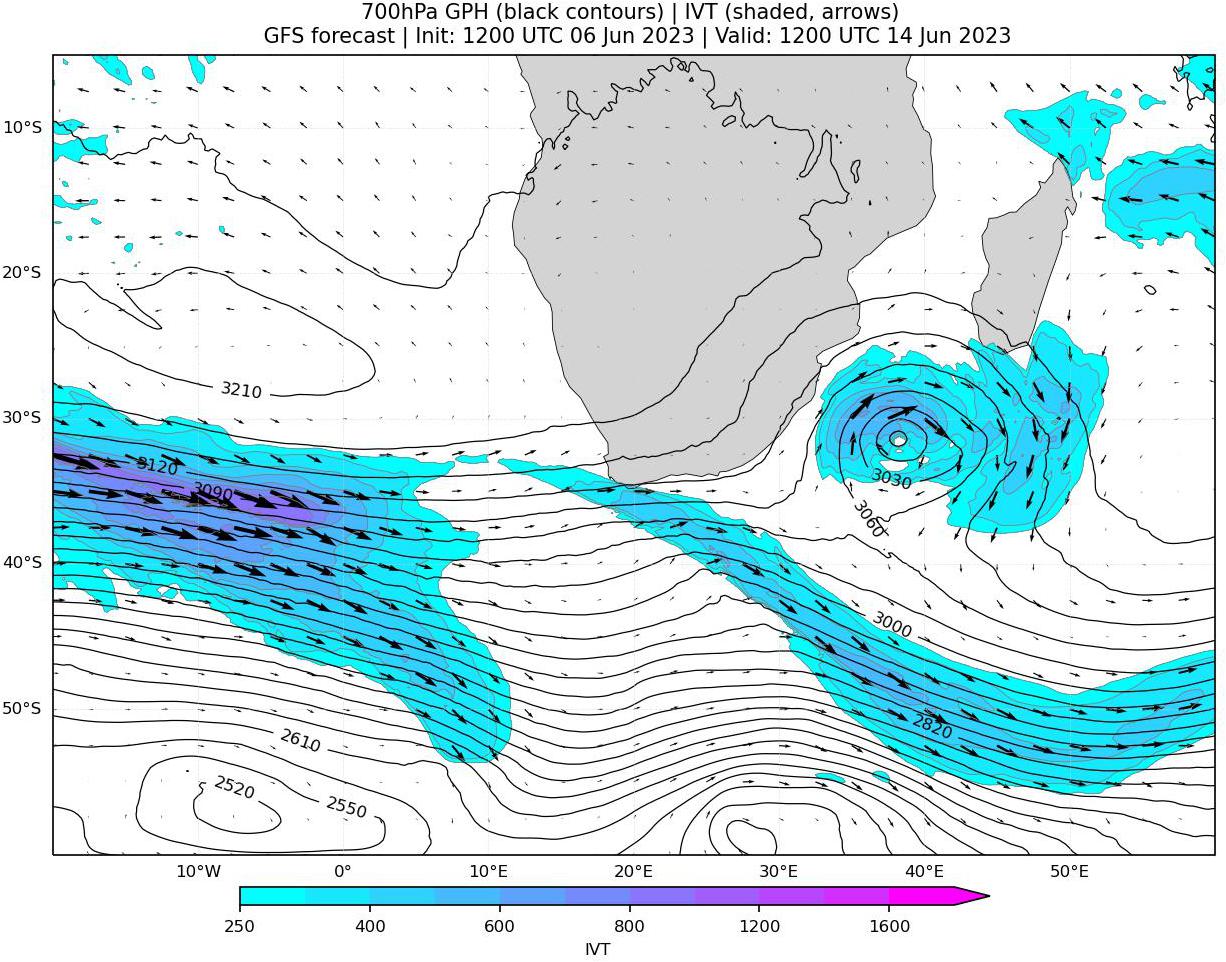 700hPa GPH (black contours) | IVT (shaded, arrows)
GFS forecast | Init: 1200 UTC 06 Jun 2023 | Valid: 1200 UTC 14 Jun 2023
10°S
20°S
3210
30°S
3120
3090
3030
3060
40°S
3000
50°S
2820
2610
2520
2550
10°W 0° 10°E 20°E 30°E 40°E 50°E
250 400 600 800 1200 1600
IVT